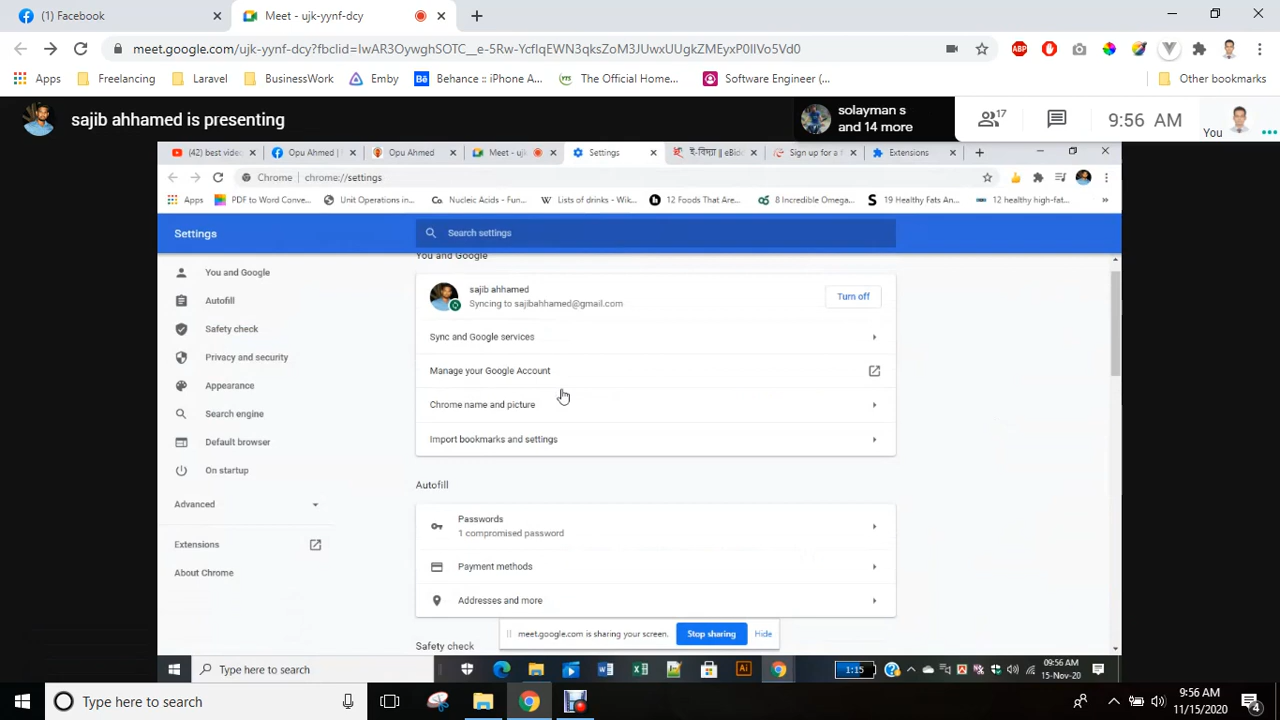 Facebook
Meet - ujk-yynf-dcy
meet.google.com/ujk-yynf-dcy?fbclid=IwAR3OywghSOTC__e-5Rw-YcfIqEWN3qksZoM3JUwxUUgkZMEyxP0IIVo5Vd0
Apps Freelancing Laravel BusinessWork Emby Behance :: iPhone A... The Official Home... Software Engineer (... Other bookmarks
sajib ahhamed is presenting
solayman s
and 14 more
17
9:56 AM
You
(42) best video Opu Ahmed | Opu Ahmed Meet - ujk Settings ই-বিদ্যা || eBid Sign up for a f Extensions
Chrome | chrome://settings
Apps PDF to Word Conve... Unit Operations in... Nucleic Acids - Fun... Lists of drinks - Wik... 12 Foods That Are... 8 Incredible Omega... 19 Healthy Fats An... 12 healthy high-fat...
Settings
Search settings
You and Google
Autofill
Safety check
Privacy and security
Appearance
Search engine
Default browser
On startup
Advanced
Extensions
About Chrome
You and Google
sajib ahhamed
Syncing to sajibahhamed@gmail.com
Turn off
Sync and Google services
Manage your Google Account
Chrome name and picture
Import bookmarks and settings
Autofill
Passwords
1 compromised password
Payment methods
Addresses and more
Safety check
meet.google.com is sharing your screen. Stop sharing Hide
Type here to search
1:15
09:56 AM
15-Nov-20
Type here to search
9:56 AM
11/15/2020
4